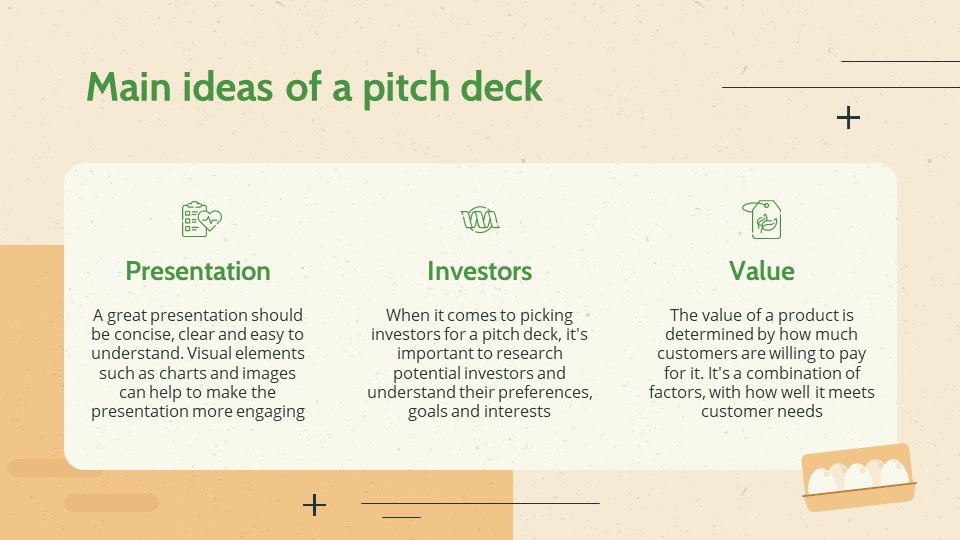 Main ideas of a pitch deck
Presentation
A great presentation should
be concise, clear and easy to
understand. Visual elements
such as charts and images
can help to make the
presentation more engaging
Investors
When it comes to picking
investors for a pitch deck, it's
important to research
potential investors and
understand their preferences,
goals and interests
Value
The value of a product is
determined by how much
customers are willing to pay
for it. It's a combination of
factors, with how well it meets
customer needs